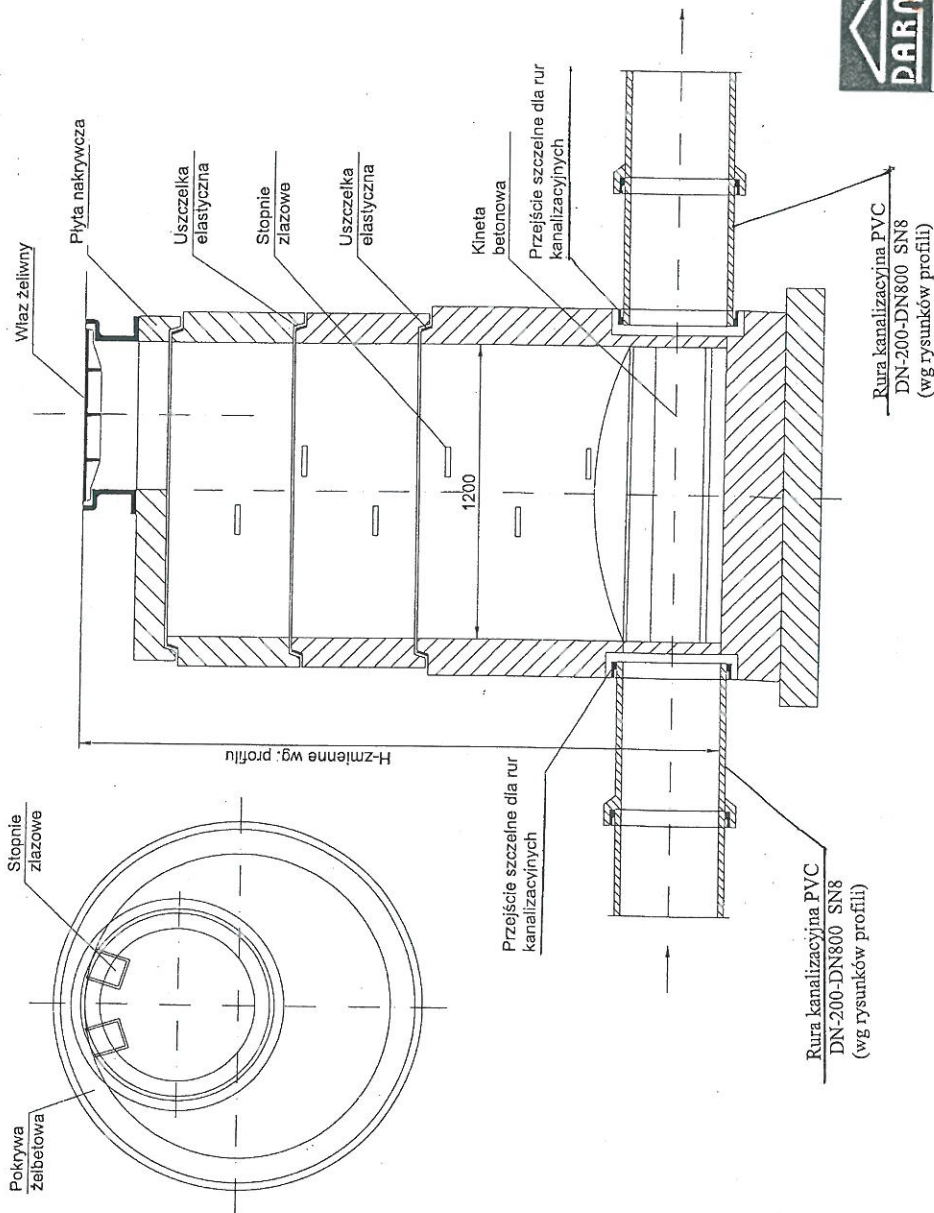 Właz żeliwny
Płyta nakrywcza
Uszczelka
elastyczna
Stopnie
złazowe
Uszczelka
elastyczna
Kineta
betonowa
Przejście szczelne dla rur
kanalizacyjnych
Rura kanalizacyjna PVC
DN-200-DN800 SN8
(wg rysunków profili)
1200
H-zmienne wg. profilu
Stopnie
złazowe
Pokrywa
żelbetowa
Przejście szczelne dla rur
kanalizacyjnych
Rura kanalizacyjna PVC
DN-200-DN800 SN8
(wg rysunków profili)